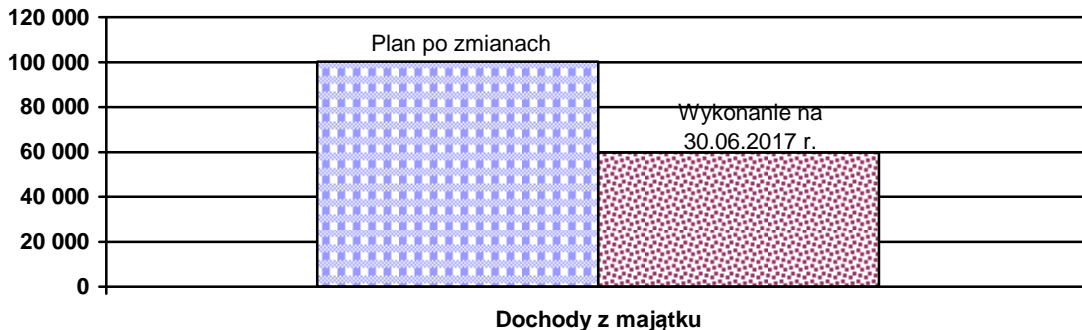 120 000
100 000
80 000
60 000
40 000
20 000
0
Plan po zmianach
Wykonanie na
30.06.2017 r.
Dochody z majątku